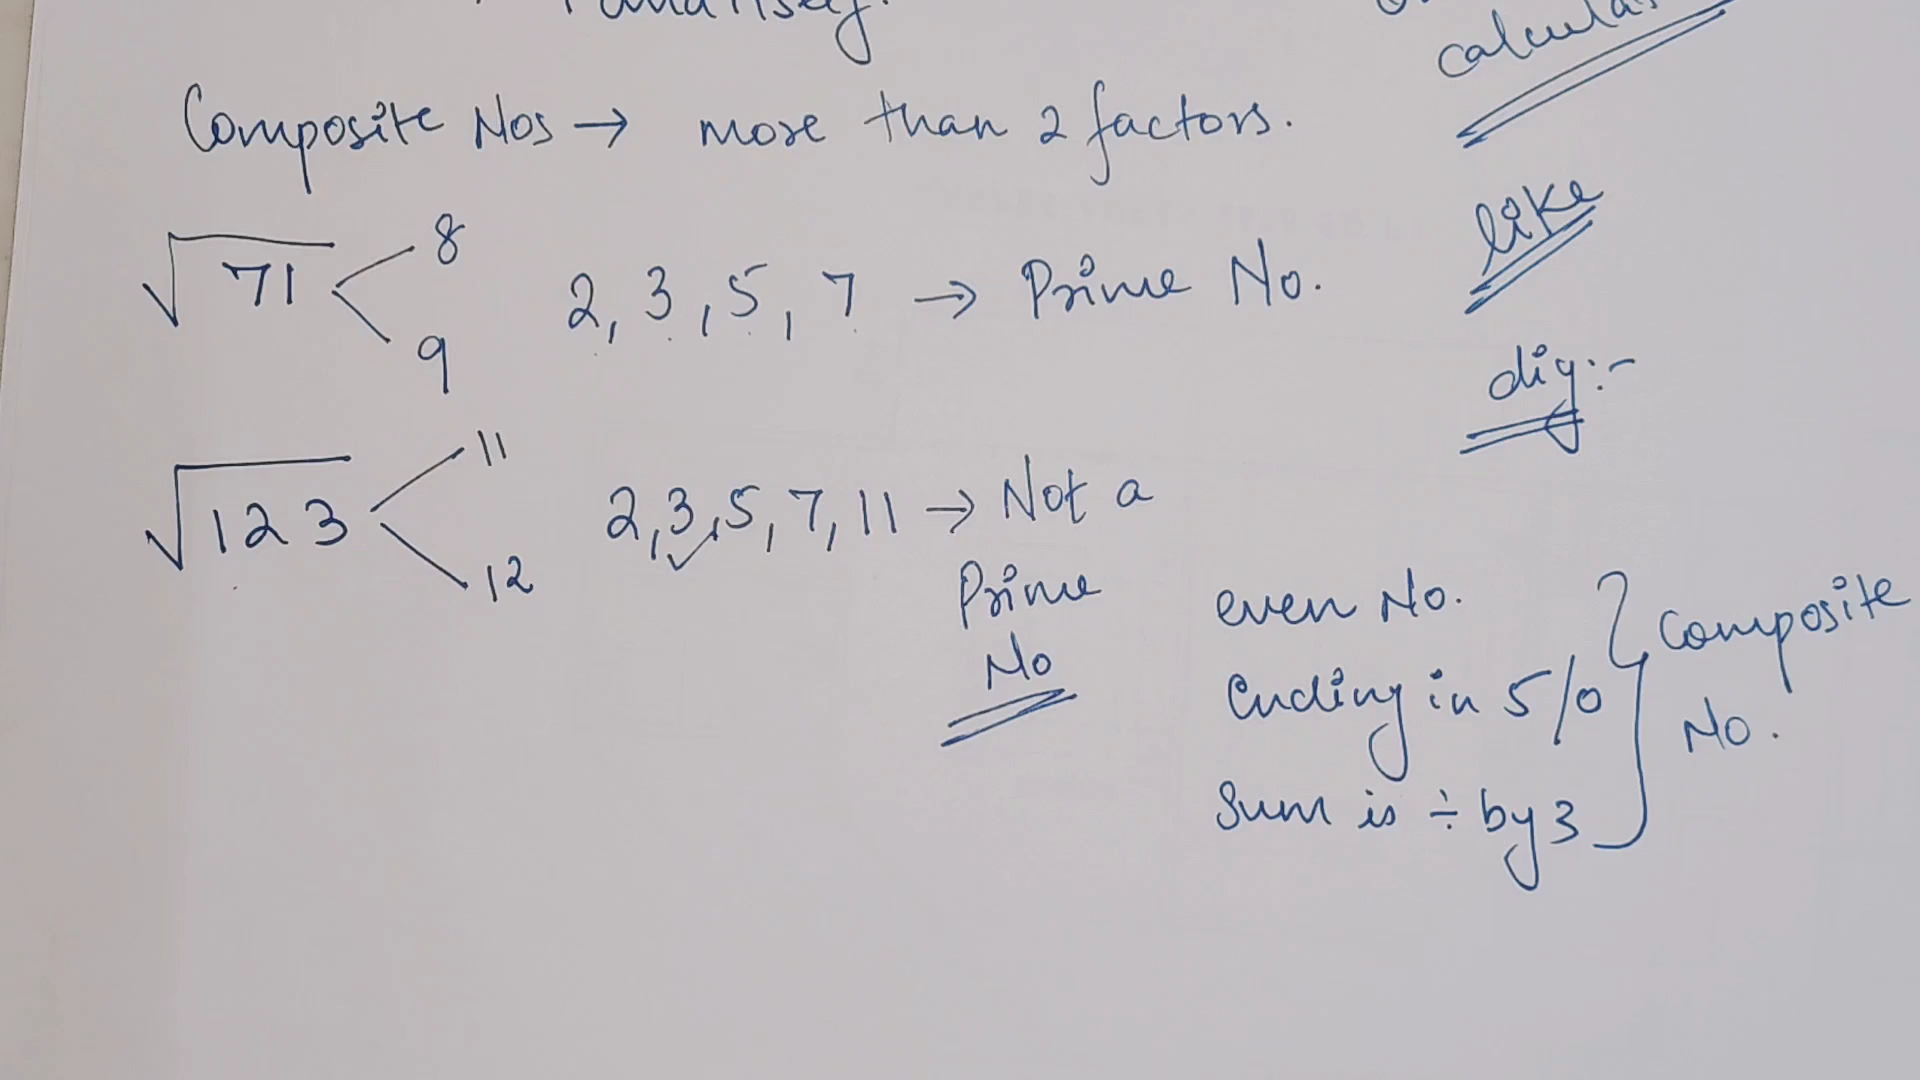 Composite Nos → more than 2 factors.
√71 < 8 9 2, 3, 5, 7 → Prime No.
√123 < 11 12 2, 3, 5, 7, 11 → Not a
Prime
No
like
dig:-
even No.
Ending in 5/0
Sum is ÷ by 3
} Composite
No.